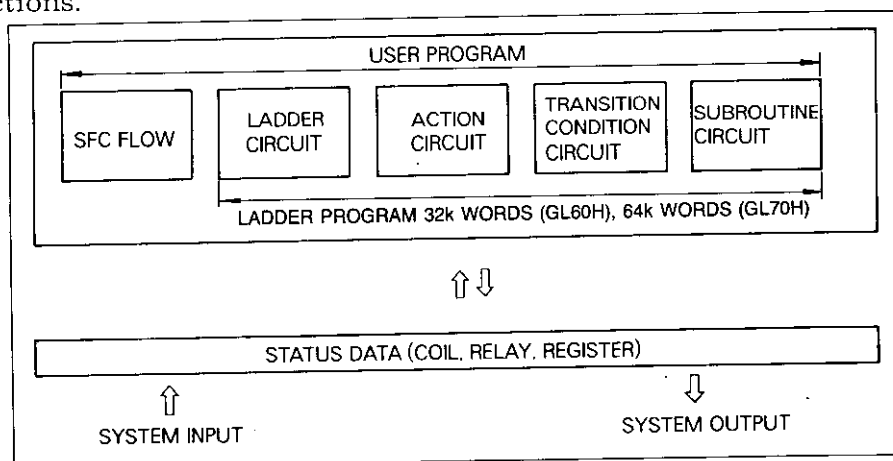 ctions.
USER PROGRAM
SFC FLOW
LADDER
CIRCUIT
ACTION
CIRCUIT
TRANSITION
CONDITION
CIRCUIT
SUBROUTINE
CIRCUIT
LADDER PROGRAM 32k WORDS (GL60H), 64k WORDS (GL70H)
STATUS DATA (COIL, RELAY, REGISTER)
SYSTEM INPUT
SYSTEM OUTPUT